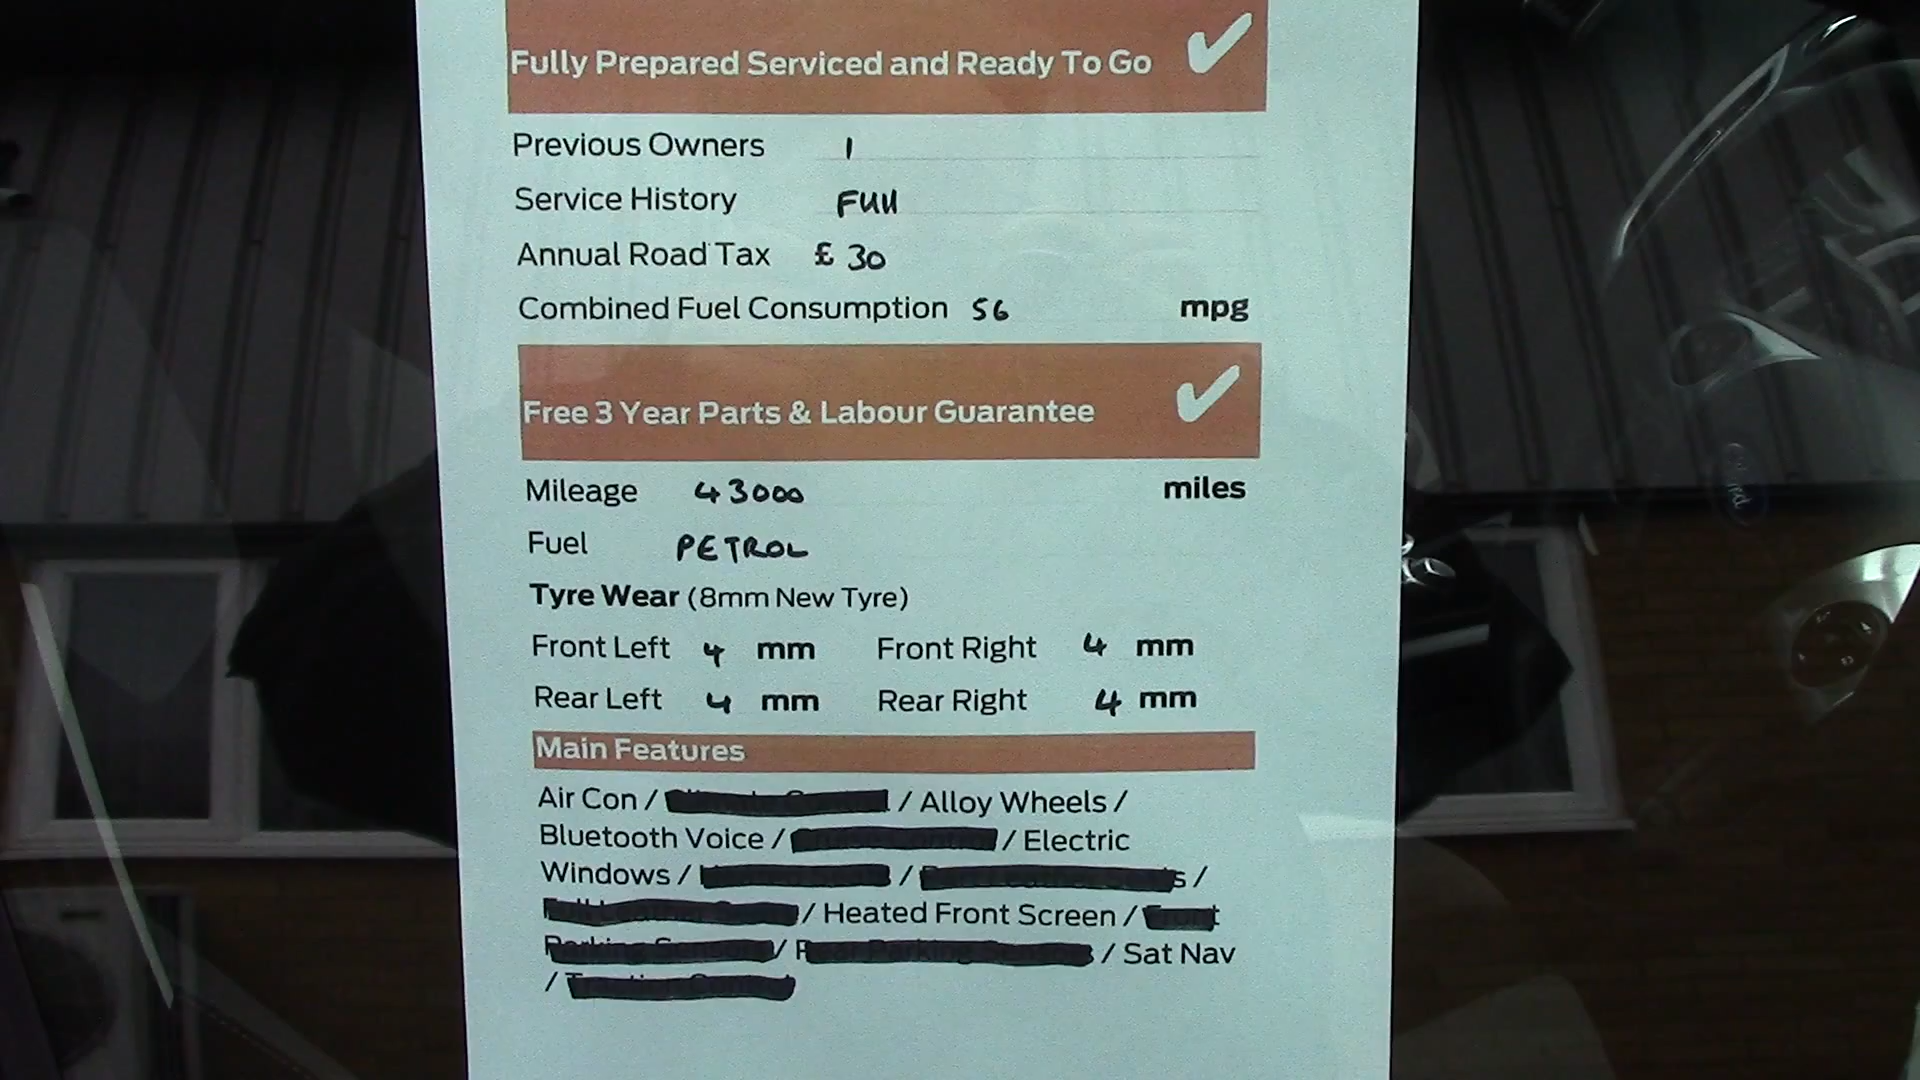 Fully Prepared Serviced and Ready To Go
Previous Owners 1
Service History FUll
Annual Road Tax £ 30
Combined Fuel Consumption 56 mpg
Free 3 Year Parts & Labour Guarantee
Mileage 43000 miles
Fuel PETROL
Tyre Wear (8mm New Tyre)
Front Left 4 mm Front Right 4 mm
Rear Left 4 mm Rear Right 4 mm
Main Features
Air Con / / Alloy Wheels /
Bluetooth Voice / / Electric
Windows / / /
/ Heated Front Screen /
/ / Sat Nav
/
Ford